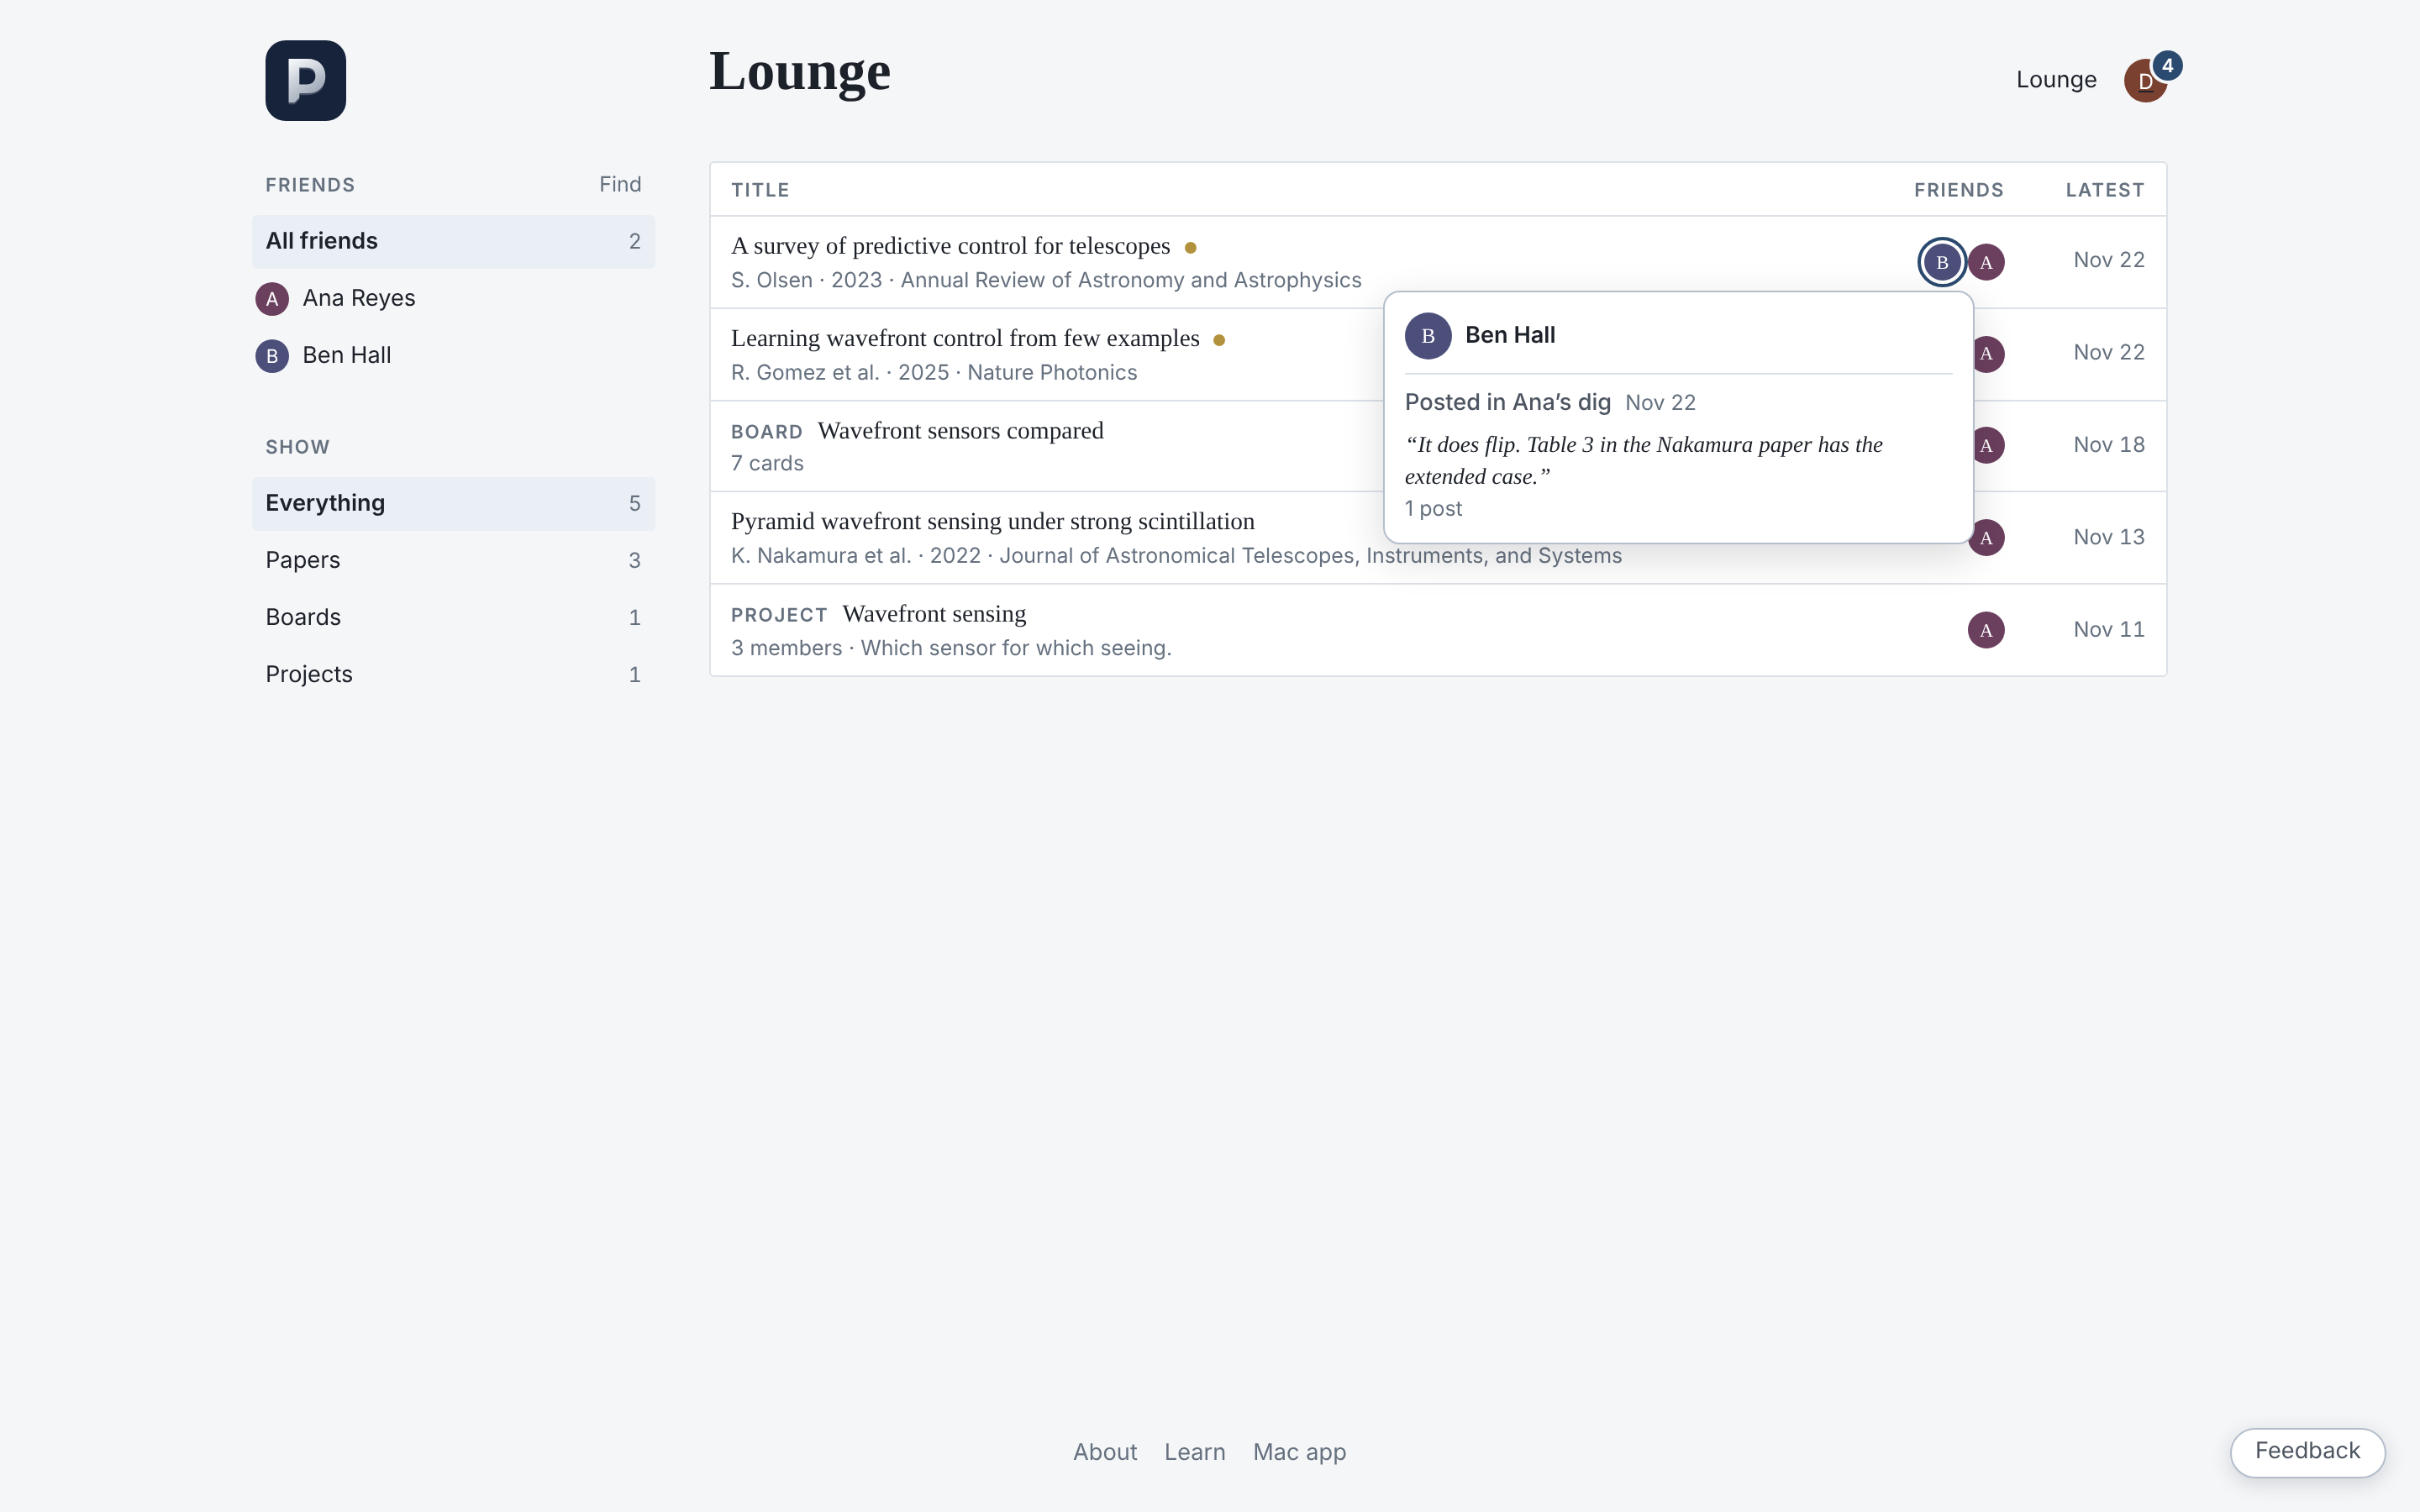 P
Lounge
Lounge
D
4
FRIENDS
Find
All friends
2
A
Ana Reyes
B
Ben Hall
SHOW
Everything
5
Papers
3
Boards
1
Projects
1
TITLE
FRIENDS
LATEST
A survey of predictive control for telescopes
S. Olsen · 2023 · Annual Review of Astronomy and Astrophysics
B
A
Nov 22
Learning wavefront control from few examples
R. Gomez et al. · 2025 · Nature Photonics
A
Nov 22
BOARD Wavefront sensors compared
7 cards
A
Nov 18
Pyramid wavefront sensing under strong scintillation
K. Nakamura et al. · 2022 · Journal of Astronomical Telescopes, Instruments, and Systems
A
Nov 13
PROJECT Wavefront sensing
3 members · Which sensor for which seeing.
A
Nov 11
B
Ben Hall
Posted in Ana’s dig Nov 22
“It does flip. Table 3 in the Nakamura paper has the
extended case.”
1 post
About
Learn
Mac app
Feedback